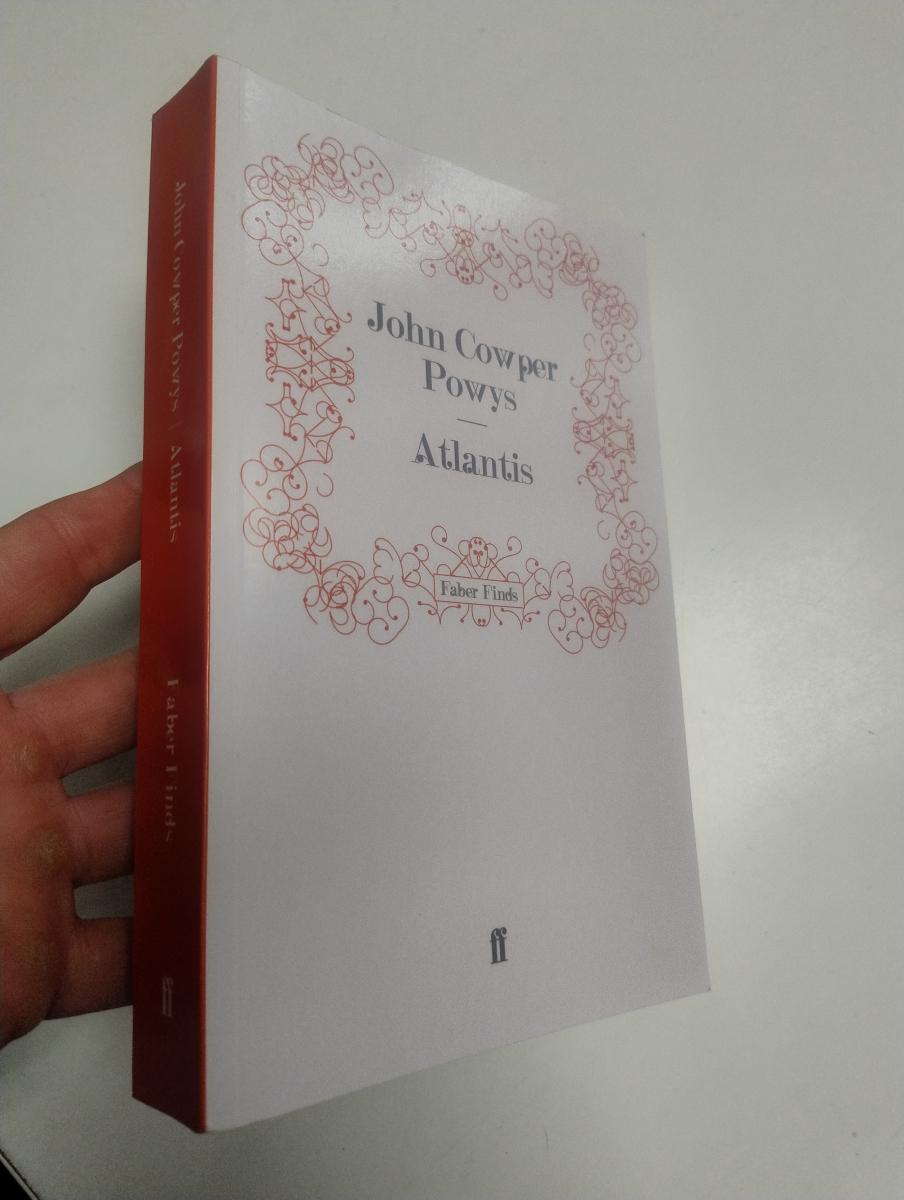 John Cowper
Powys
Atlantis
Faber Finds
ff
John Cowper Powys | Atlantis
Faber Finds
ff